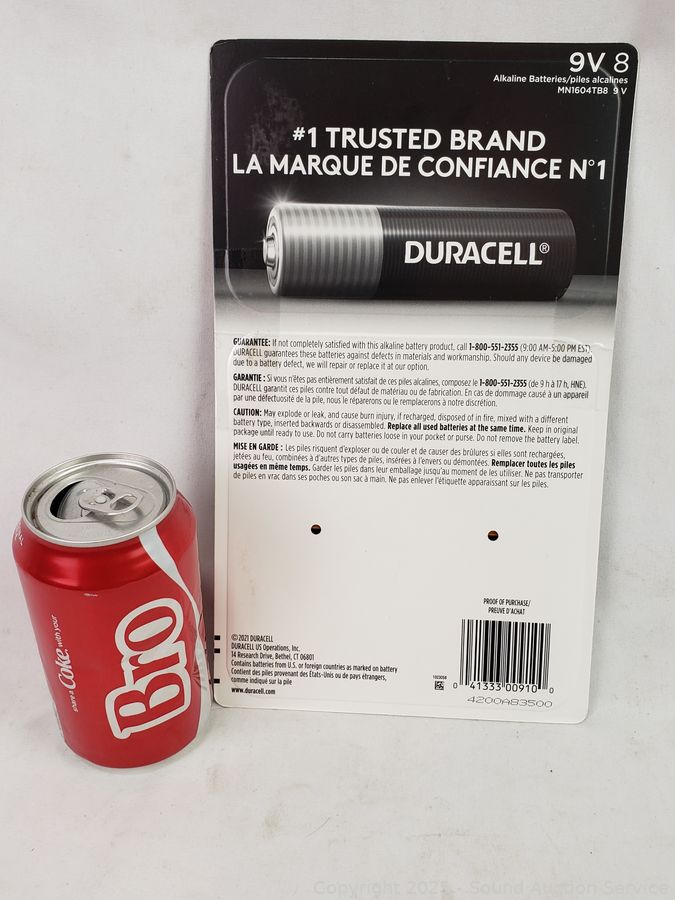 9V 8
Alkaline Batteries/piles alcalines
MN1604TB8 9 V
#1 TRUSTED BRAND
LA MARQUE DE CONFIANCE N°1
DURACELL®
GUARANTEE: If not completely satisfied with this alkaline battery product, call 1-800-551-2355 (9:00 AM-5:00 PM EST).
DURACELL guarantees these batteries against defects in materials and workmanship. Should any device be damaged
due to a battery defect, we will repair or replace it at our option.
GARANTIE : Si vous n'êtes pas entièrement satisfait de ces piles alcalines, composez le 1-800-551-2355 (de 9 h à 17 h, HNE).
DURACELL garantit ces piles contre tout défaut de matériau ou de fabrication. En cas de dommage causé à un appareil
par une défectuosité de la pile, nous le réparerons ou le remplacerons à notre discrétion.
CAUTION: May explode or leak, and cause burn injury, if recharged, disposed of in fire, mixed with a different
battery type, inserted backwards or disassembled. Replace all used batteries at the same time. Keep in original
package until ready to use. Do not carry batteries loose in your pocket or purse. Do not remove the battery label.
MISE EN GARDE : Les piles risquent d'exploser ou de couler et de causer des brûlures si elles sont rechargées,
jetées au feu, combinées à d'autres types de piles, insérées à l'envers ou démontées. Remplacer toutes les piles
usagées en même temps. Garder les piles dans leur emballage jusqu'au moment de les utiliser. Ne pas transporter
de piles en vrac dans ses poches ou son sac à main. Ne pas enlever l'étiquette apparaissant sur les piles.
PROOF OF PURCHASE/
PREUVE D'ACHAT
©2021 DURACELL
DURACELL US Operations, Inc.
14 Research Drive, Bethel, CT 06801
Contains batteries from U.S. or foreign countries as marked on battery
Contient des piles provenant des États-Unis ou de pays étrangers,
comme indiqué sur la pile
www.duracell.com
1003058
0 41333 00910 0
4200A83500
share a Coke with your
Bro
Sound Auction Service